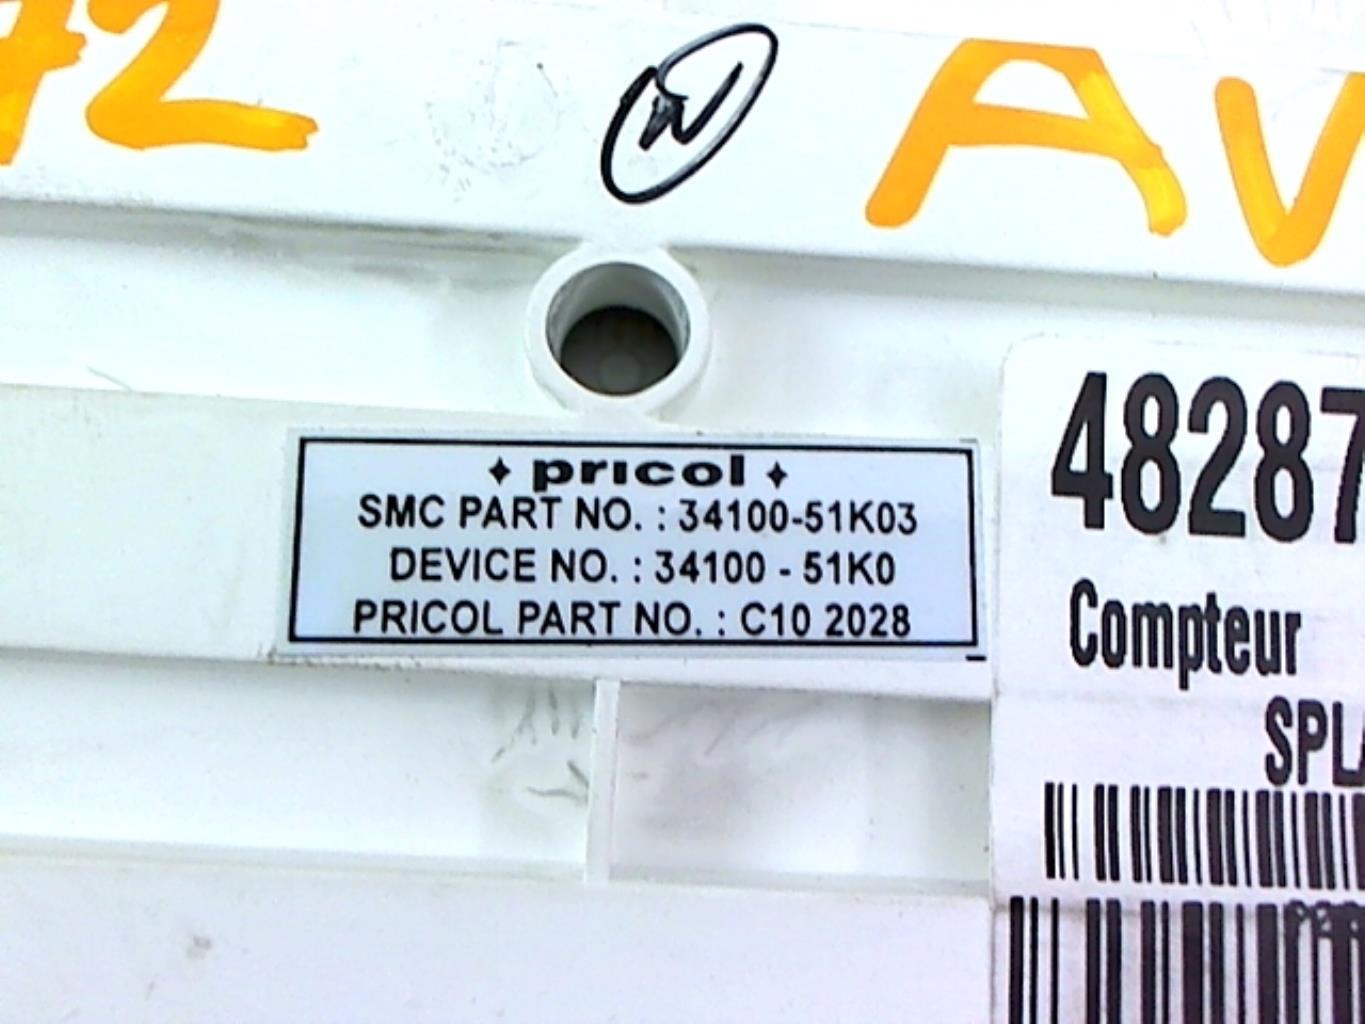 72 AV
pricol
SMC PART NO. : 34100-51K03
DEVICE NO. : 34100 - 51K0
PRICOL PART NO. : C10 2028
48287
Compteur
SPLA